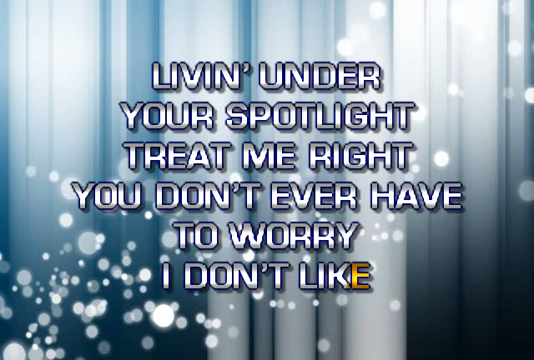 LIVIN' UNDER
YOUR SPOTLIGHT
TREAT ME RIGHT
YOU DON'T EVER HAVE
TO WORRY
I DON'T LIKE